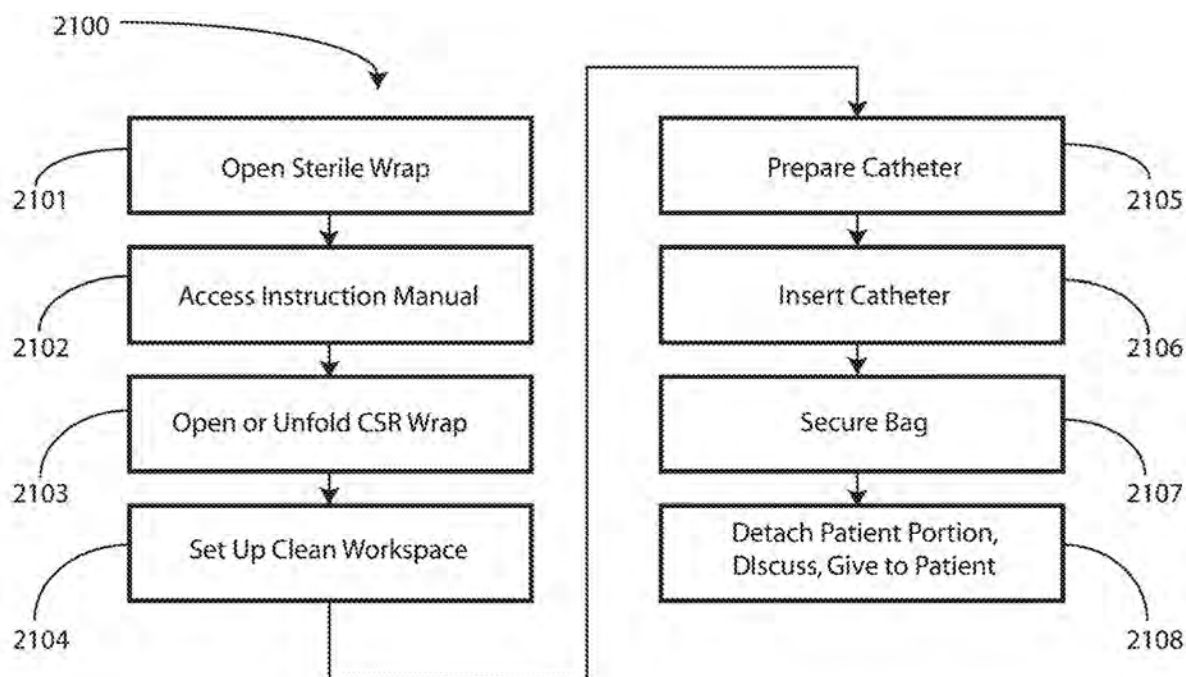 2100
Open Sterile Wrap
2101
Access Instruction Manual
2102
Open or Unfold CSR Wrap
2103
Set Up Clean Workspace
2104
Prepare Catheter
2105
Insert Catheter
2106
Secure Bag
2107
Detach Patient Portion,
Discuss, Give to Patient
2108